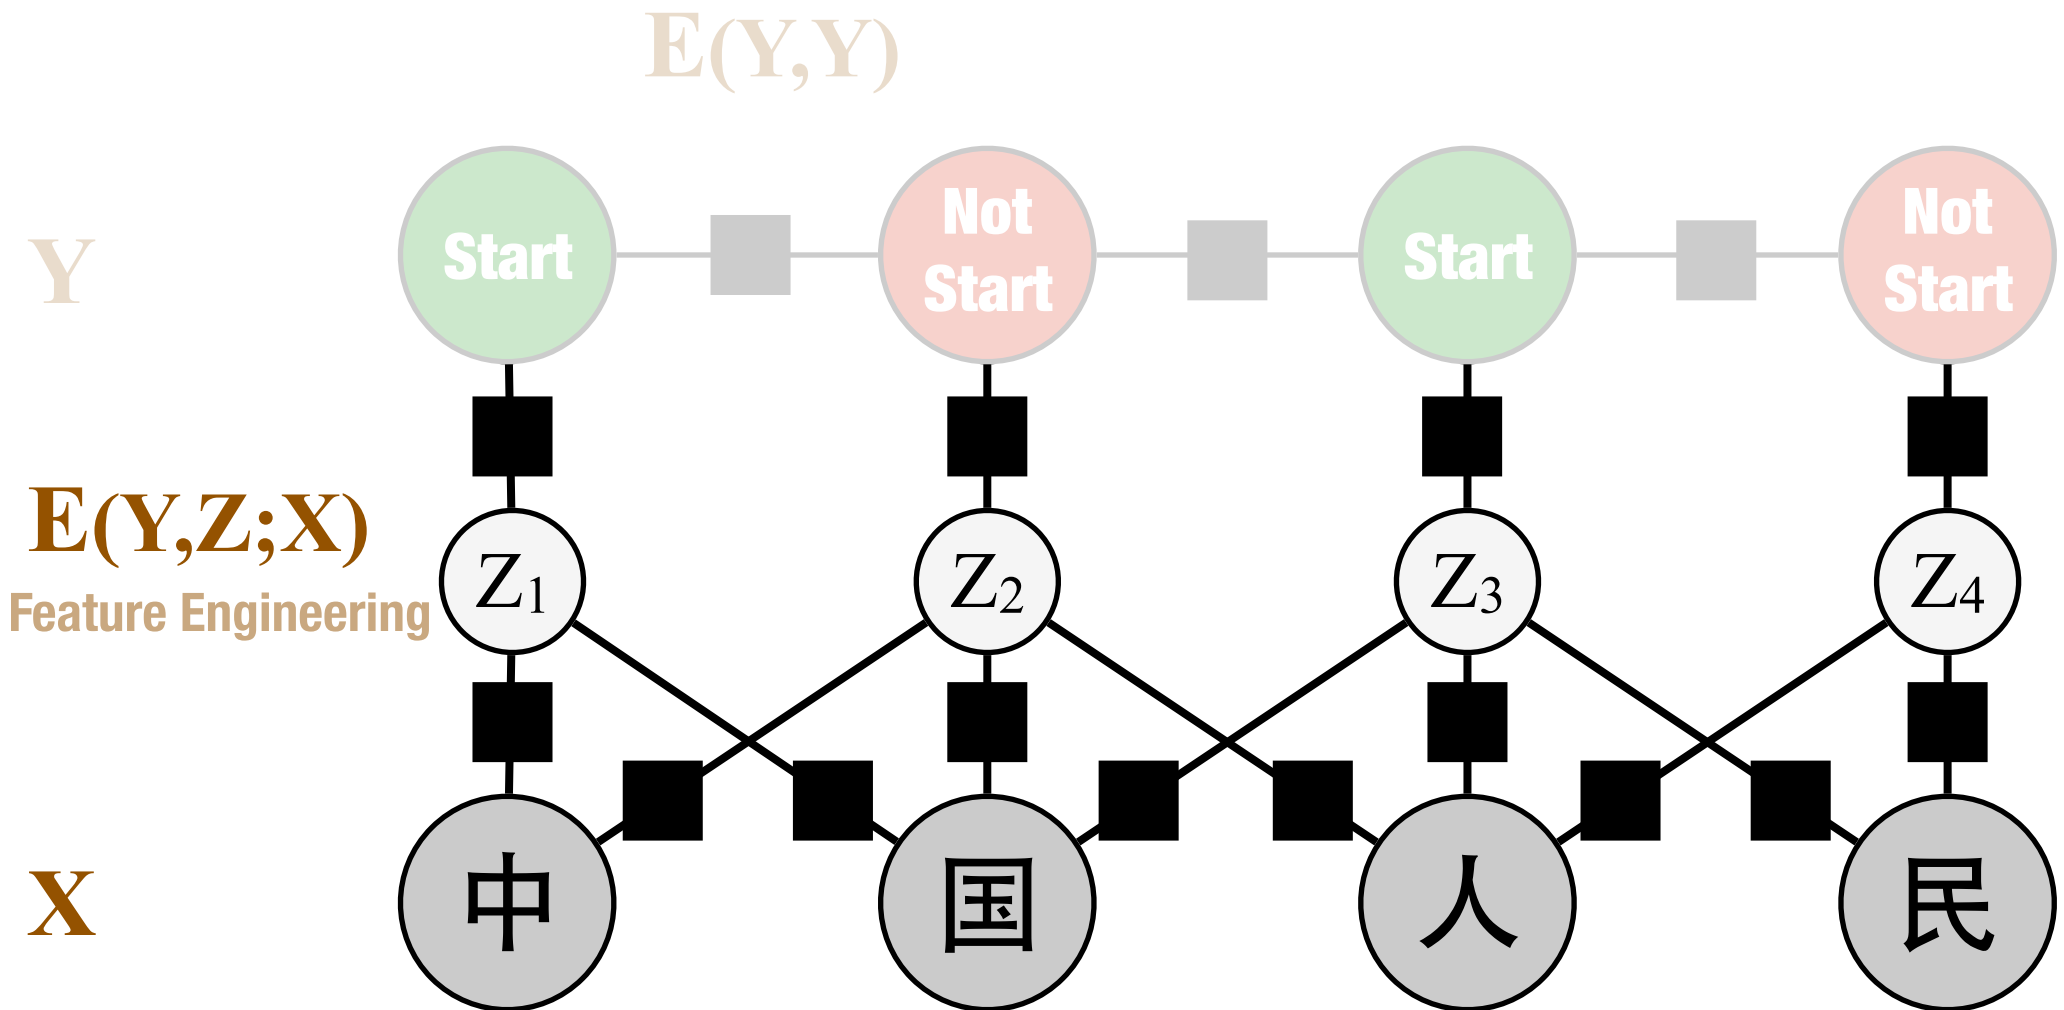 E(Y,Y)
Y
Start
Not
Start
Start
Not
Start
E(Y,Z;X)
Feature Engineering
Z1
Z2
Z3
Z4
X
中
国
人
民